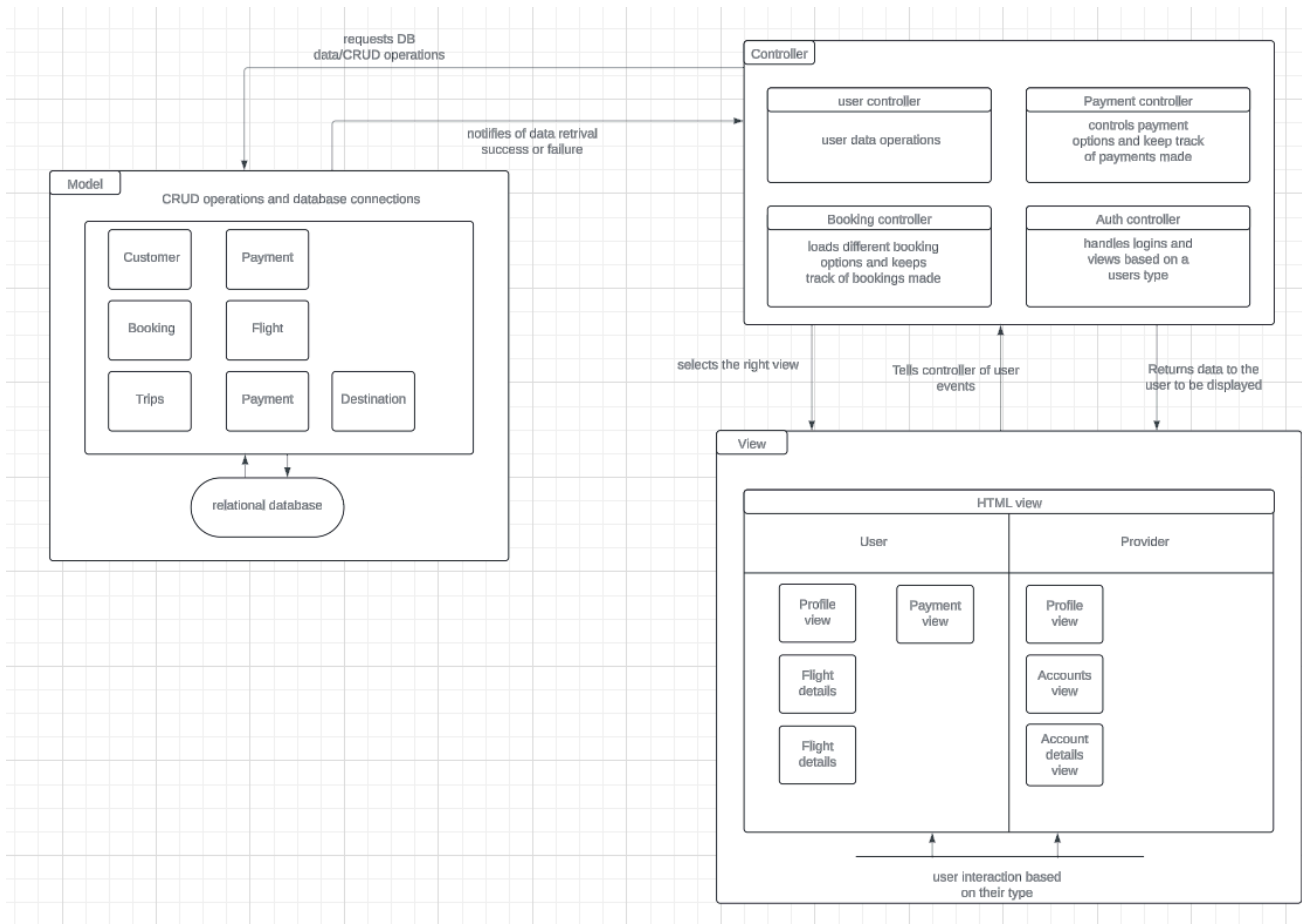 requests DB
data/CRUD operations
notiifies of data retrival
success or failure
Model
CRUD operations and database connections
Customer
Payment
Booking
Flight
Trips
Payment
Destination
relational database
Controller
user controller
user data operations
Payment controller
controls payment
options and keep track
of payments made
Booking controller
loads different booking
options and keeps
track of bookings made
Auth controller
handles logins and
views based on a
users type
selects the right view
Tells controller of user
events
Returns data to the
user to be displayed
View
HTML view
User
Provider
Profile
view
Payment
view
Flight
details
Flight
details
Profile
view
Accounts
view
Account
details
view
user interaction based
on their type